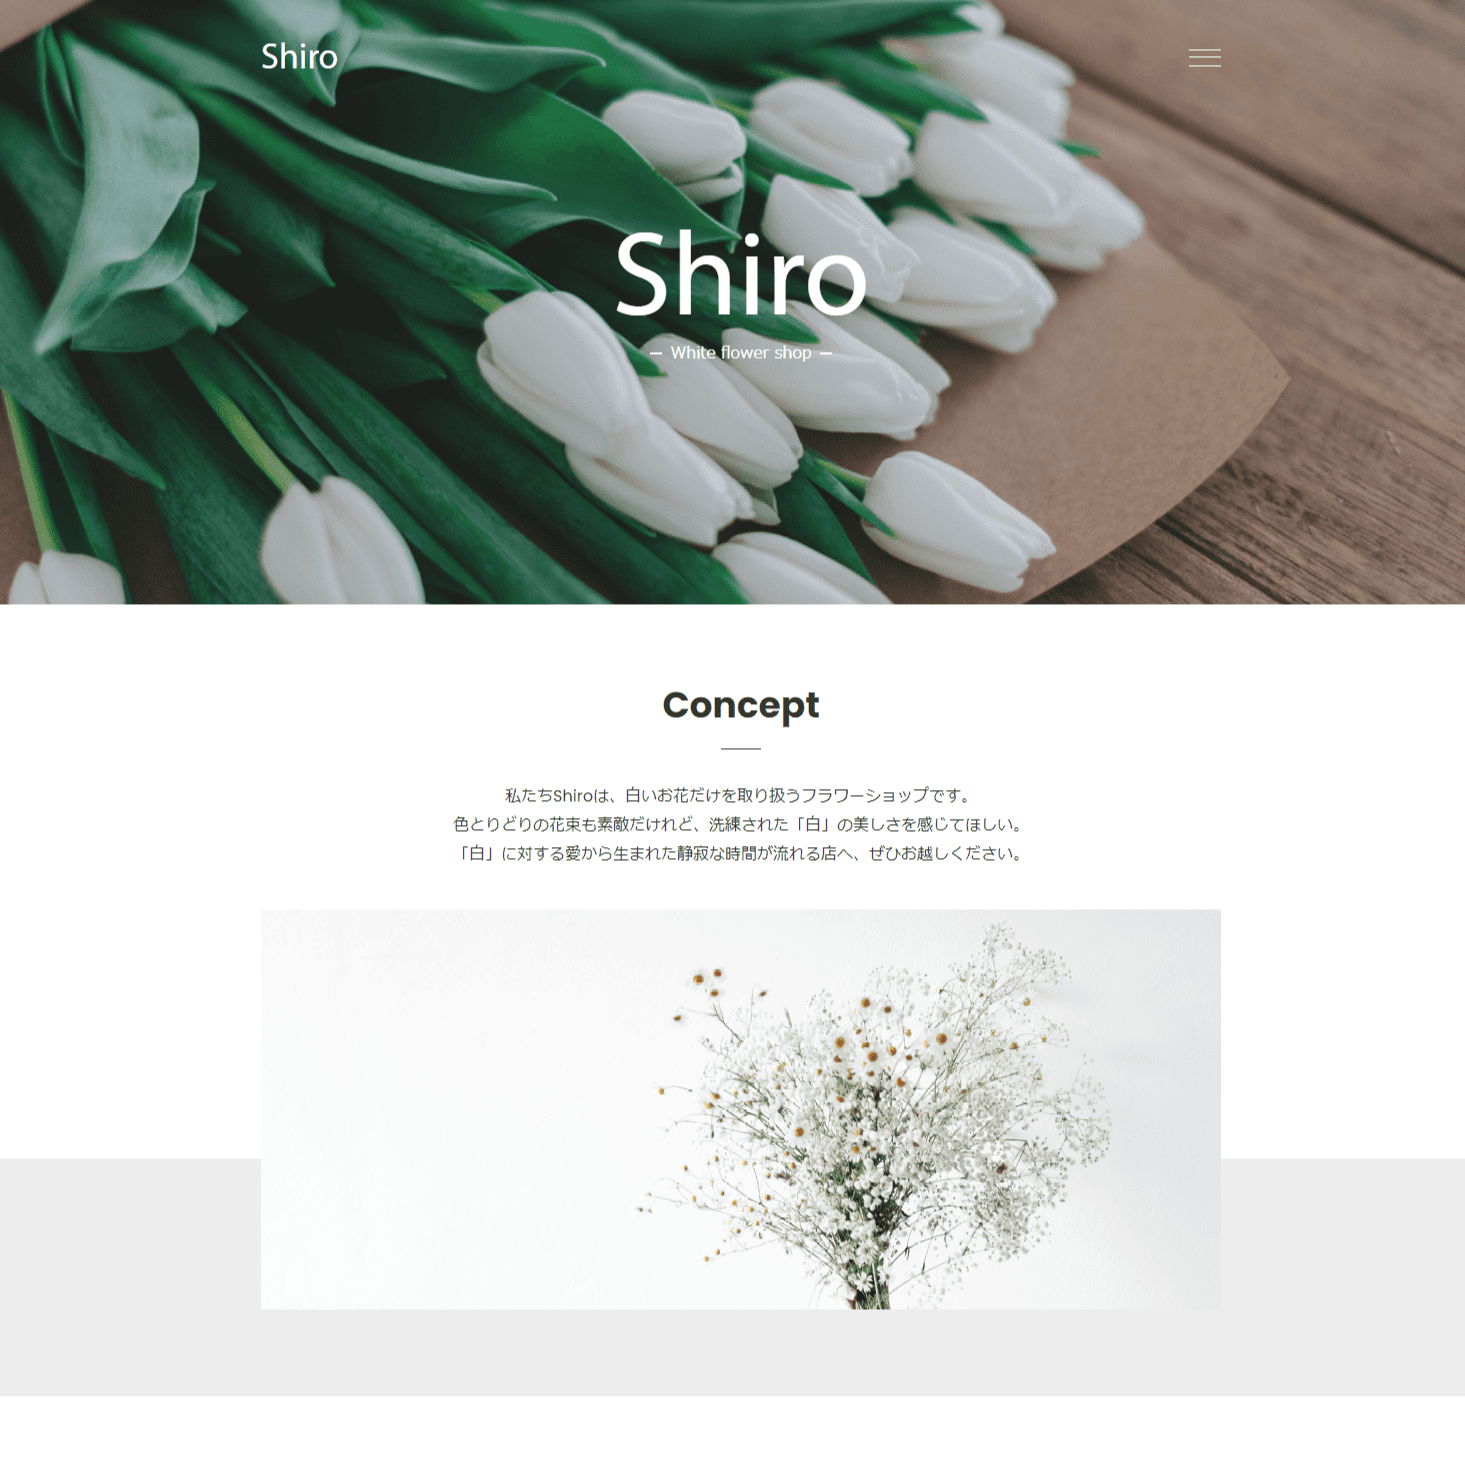 Shiro
Shiro
– White flower shop –
Concept
私たちShiroは、白いお花だけを取り扱うフラワーショップです。
色とりどりの花束も素敵だけれど、洗練された「白」の美しさを感じてほしい。
「白」に対する愛から生まれた静寂な時間が流れる店へ、ぜひお越しください。